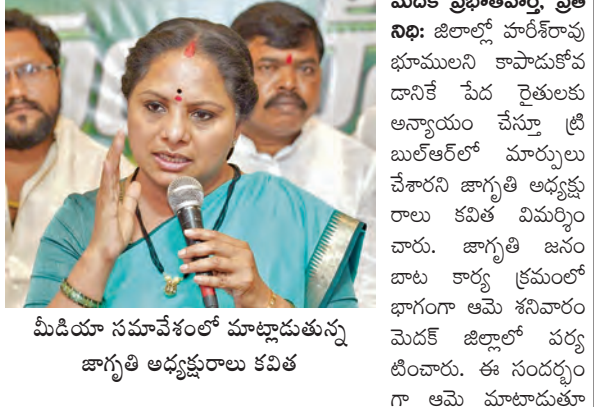 మీడియా సమావేశంలో మాట్లాడుతున్న
జాగృతి అధ్యక్షురాలు కవిత
మెదక్ ప్రభాతవార్త, ప్రతి
నిధి: జిలాల్లో హరీశ్‌రావు
భూములని కాపాడుకోవ
డానికే పేద రైతులకు
అన్యాయం చేస్తూ ట్రి
బుల్‌ఆర్‌లో మార్పులు
చేశారని జాగృతి అధ్యక్షు
రాలు కవిత విమర్శిం
చారు. జాగృతి జనం
బాట కార్య క్రమంలో
భాగంగా ఆమె శనివారం
మెదక్ జిల్లాలో పర్య
టించారు. ఈ సందర్భం
గా ఆమె మాట్లాడుతూ